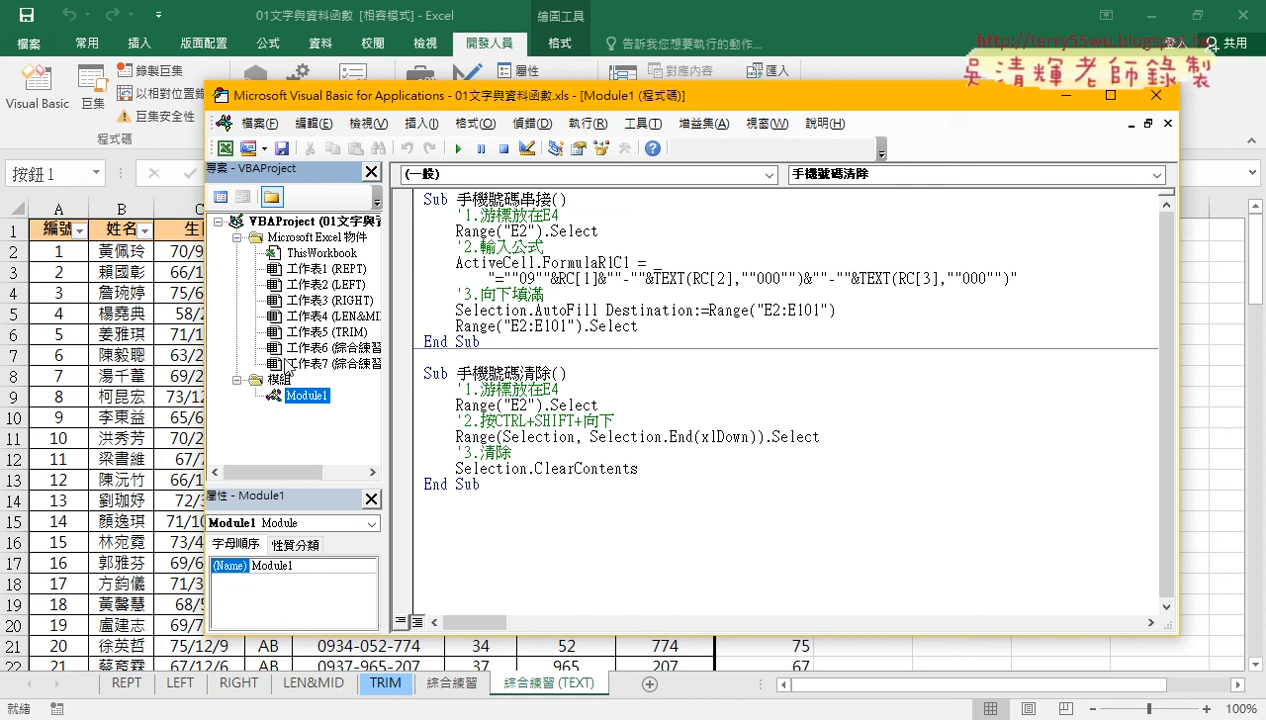 01文字與資料函數 [相容模式] - Excel
繪圖工具
http://terry55wu.blogspot.tw
檔案 常用 插入 版面配置 公式 資料 校閱 檢視 開發人員 格式 告訴我您想要執行的動作... 登入 共用
吳清輝老師錄製
Visual Basic 巨集 錄製巨集 屬性 對應內容 匯入
以相對位置錄
巨集安全性
程式碼
Microsoft Visual Basic for Applications - 01文字與資料函數.xls - [Module1 (程式碼)]
檔案(F) 編輯(E) 檢視(V) 插入(I) 格式(O) 偵錯(D) 執行(R) 工具(T) 增益集(A) 視窗(W) 說明(H)
按鈕 1
專案 - VBAProject
(一般) 手機號碼清除
VBAProject (01文字與
Microsoft Excel 物件
ThisWorkbook
工作表1 (REPT)
工作表2 (LEFT)
工作表3 (RIGHT)
工作表4 (LEN&MI
工作表5 (TRIM)
工作表6 (綜合練習
工作表7 (綜合練習
模組
Module1
屬性 - Module1
Module1 Module
字母順序 性質分類
(Name) Module1
Sub 手機號碼串接()
'1.游標放在E4
Range("E2").Select
'2.輸入公式
ActiveCell.FormulaR1C1 = _
"=""09""&RC[1]&""-""&TEXT(RC[2],""000"")&""-""&TEXT(RC[3],""000"")"
'3.向下填滿
Selection.AutoFill Destination:=Range("E2:E101")
Range("E2:E101").Select
End Sub
Sub 手機號碼清除()
'1.游標放在E4
Range("E2").Select
'2.按CTRL+SHIFT+向下
Range(Selection, Selection.End(xlDown)).Select
'3.清除
Selection.ClearContents
End Sub
A B C
1 編號 姓名 生
2 1 黃佩玲 70/9
3 2 賴國彰 66/1
4 3 詹琬婷 75/6
5 4 楊堯典 58/2
6 5 姜雅琪 71/1
7 6 陳毅聰 63/2
8 7 湯千葦 69/2
9 8 柯昆宏 73/12
10 9 李東益 65/6
11 10 洪秀芳 70/2
12 11 梁書維 67/7
13 12 陳沅竹 66/1
14 13 劉珈妤 72/3
15 14 顏逸琪 71/10
16 15 林宛霓 73/4
17 16 郭雅芬 69/6
18 17 方鈞儀 71/3
19 18 黃馨慧 68/5
20 19 盧建志 69/7
21 20 徐英哲 75/12/9 AB 0934-052-774 34 52 774 75
22 21 67/12/6 AB 0937-965-207 37 965 207 67
REPT LEFT RIGHT LEN&MID TRIM 綜合練習 綜合練習 (TEXT)
就緒 100%